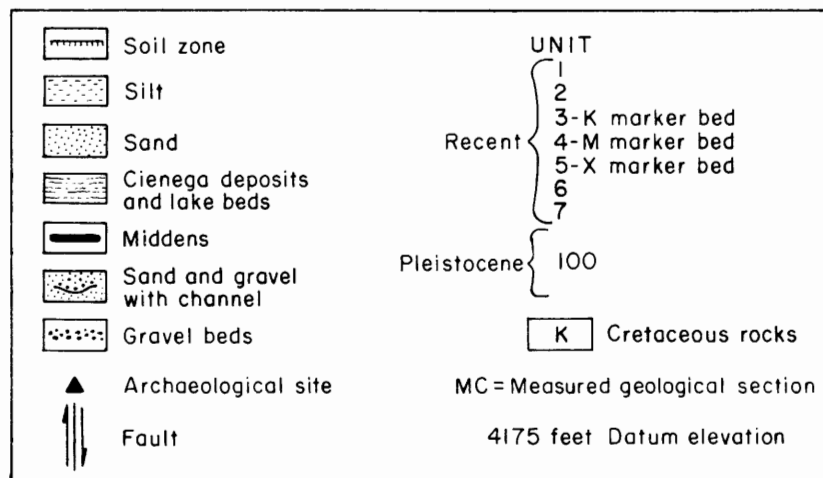 Soil zone
Silt
Sand
Cienega deposits
and lake beds
Middens
Sand and gravel
with channel
Gravel beds
Archaeological site
Fault
UNIT
1
2
3-K marker bed
Recent
4-M marker bed
5-X marker bed
6
7
Pleistocene
100
K
Cretaceous rocks
MC = Measured geological section
4175 feet Datum elevation